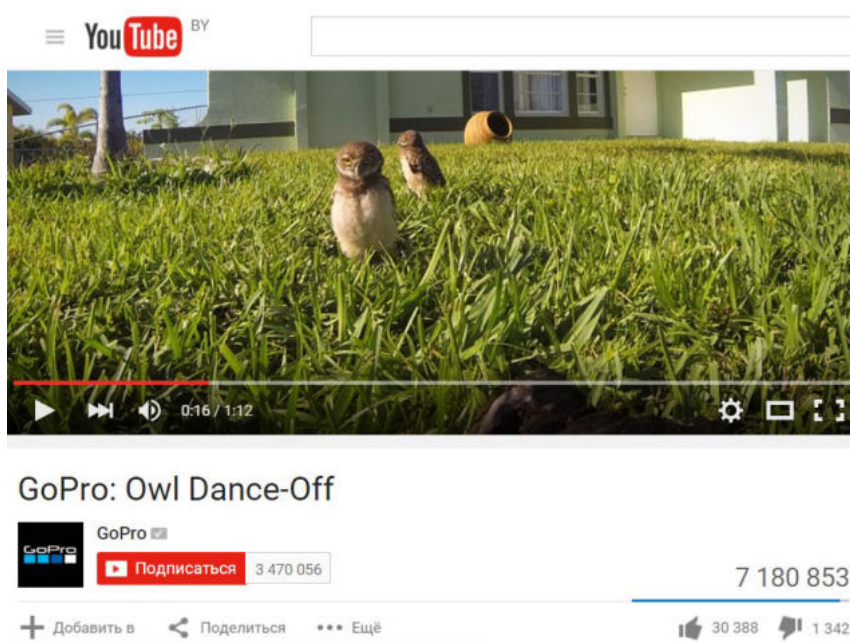 YouTube BY
0:16 / 1:12
GoPro: Owl Dance-Off
GoPro
GoPro
Подписаться 3 470 056
7 180 853
Добавить в Поделиться Ещё 30 388 1 342